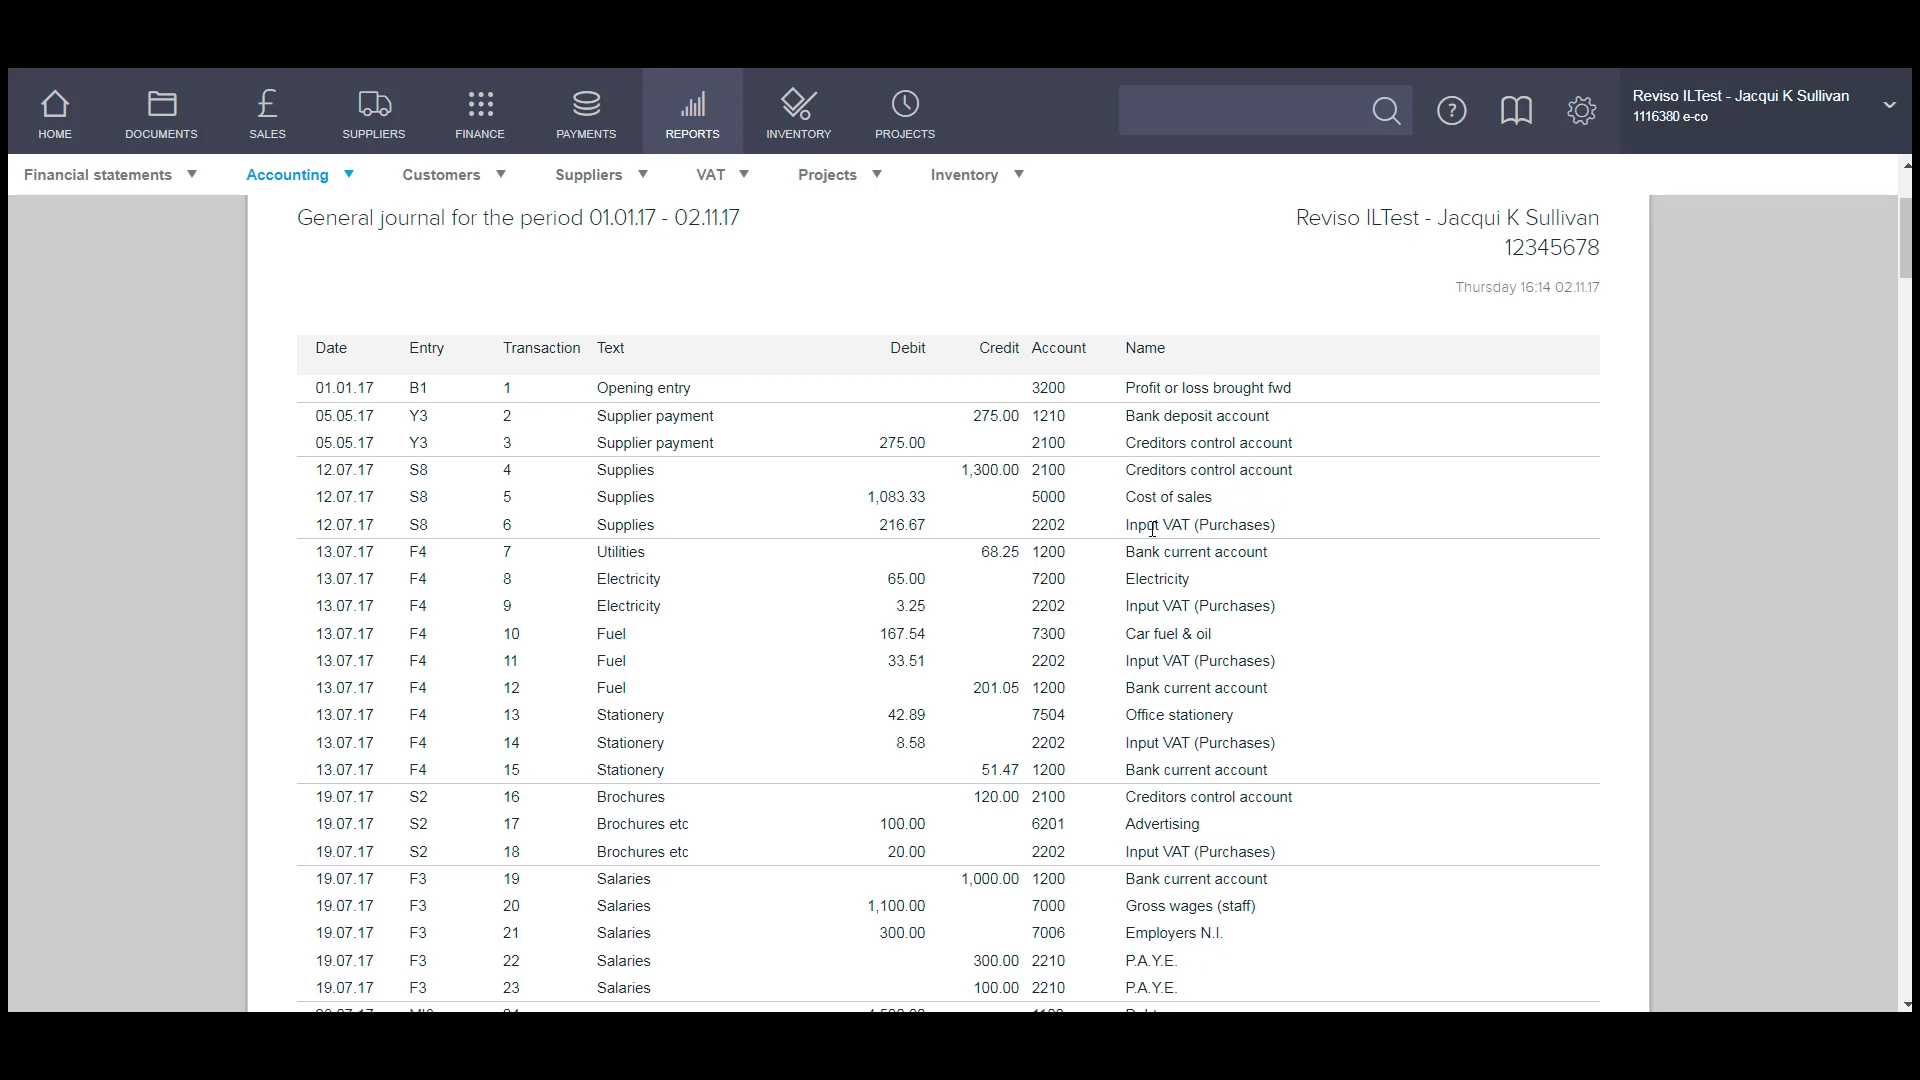 HOME DOCUMENTS SALES SUPPLIERS FINANCE PAYMENTS REPORTS INVENTORY PROJECTS
Reviso ILTest - Jacqui K Sullivan
1116380 e-co
Financial statements Accounting Customers Suppliers VAT Projects Inventory
General journal for the period 01.01.17 - 02.11.17
Reviso ILTest - Jacqui K Sullivan
12345678
Thursday 16:14 02.11.17
Date Entry Transaction Text Debit Credit Account Name
01.01.17 B1 1 Opening entry 3200 Profit or loss brought fwd
05.05.17 Y3 2 Supplier payment 275.00 1210 Bank deposit account
05.05.17 Y3 3 Supplier payment 275.00 2100 Creditors control account
12.07.17 S8 4 Supplies 1,300.00 2100 Creditors control account
12.07.17 S8 5 Supplies 1,083.33 5000 Cost of sales
12.07.17 S8 6 Supplies 216.67 2202 Input VAT (Purchases)
13.07.17 F4 7 Utilities 68.25 1200 Bank current account
13.07.17 F4 8 Electricity 65.00 7200 Electricity
13.07.17 F4 9 Electricity 3.25 2202 Input VAT (Purchases)
13.07.17 F4 10 Fuel 167.54 7300 Car fuel & oil
13.07.17 F4 11 Fuel 33.51 2202 Input VAT (Purchases)
13.07.17 F4 12 Fuel 201.05 1200 Bank current account
13.07.17 F4 13 Stationery 42.89 7504 Office stationery
13.07.17 F4 14 Stationery 8.58 2202 Input VAT (Purchases)
13.07.17 F4 15 Stationery 51.47 1200 Bank current account
19.07.17 S2 16 Brochures 120.00 2100 Creditors control account
19.07.17 S2 17 Brochures etc 100.00 6201 Advertising
19.07.17 S2 18 Brochures etc 20.00 2202 Input VAT (Purchases)
19.07.17 F3 19 Salaries 1,000.00 1200 Bank current account
19.07.17 F3 20 Salaries 1,100.00 7000 Gross wages (staff)
19.07.17 F3 21 Salaries 300.00 7006 Employers N.I.
19.07.17 F3 22 Salaries 300.00 2210 P.A.Y.E.
19.07.17 F3 23 Salaries 100.00 2210 P.A.Y.E.